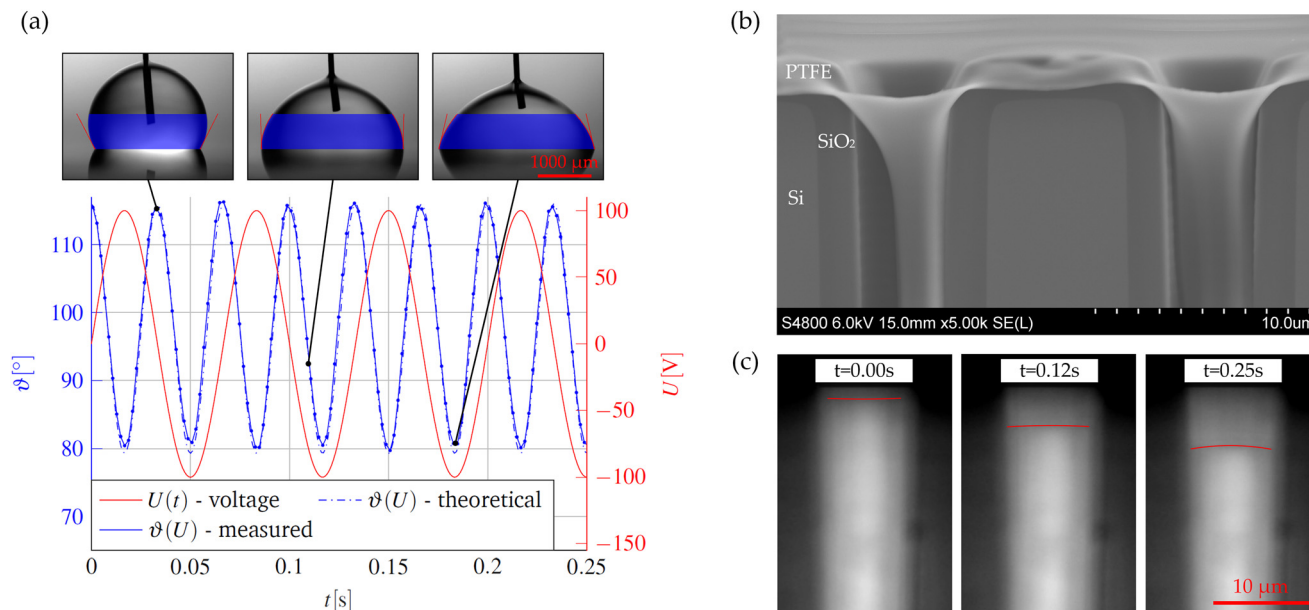 (a)
1000 μm
110
100
90
80
70
ϑ[°]
100
50
0
−50
−100
−150
U[V]
U(t) - voltage
ϑ(U) - theoretical
ϑ(U) - measured
0
0.05
0.1
0.15
0.2
0.25
t[s]
(b)
PTFE
SiO₂
Si
S4800 6.0kV 15.0mm x5.00k SE(L)
10.0um
(c)
t=0.00s
t=0.12s
t=0.25s
10 μm